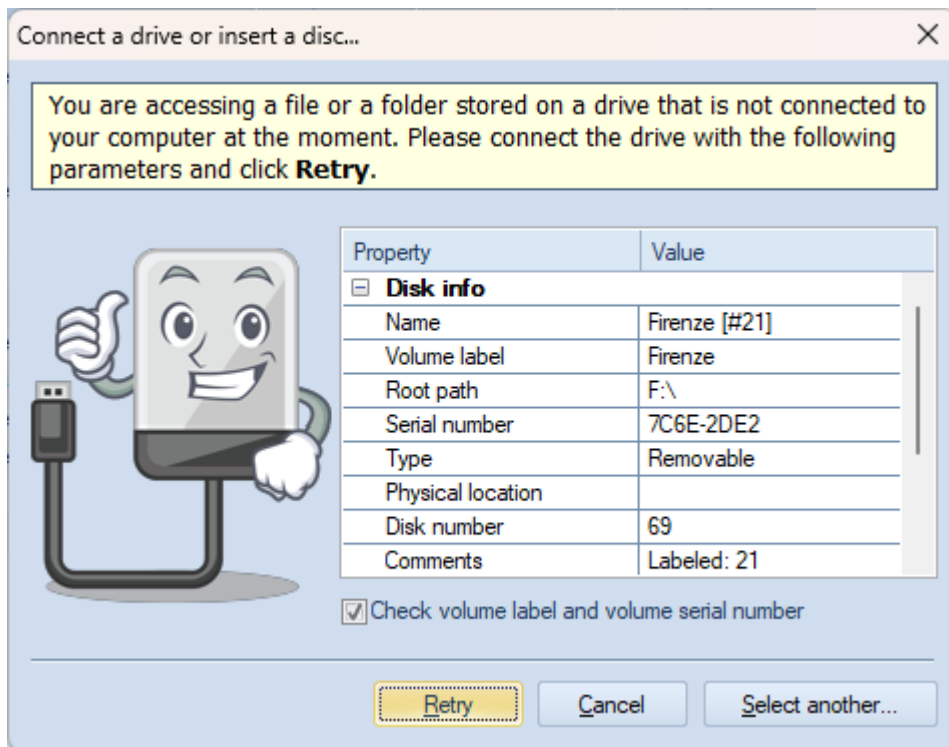 Connect a drive or insert a disc...
You are accessing a file or a folder stored on a drive that is not connected to
your computer at the moment. Please connect the drive with the following
parameters and click Retry.
Property Value
Disk info
Name Firenze [#21]
Volume label Firenze
Root path F:\
Serial number 7C6E-2DE2
Type Removable
Physical location
Disk number 69
Comments Labeled: 21
Check volume label and volume serial number
Retry Cancel Select another...